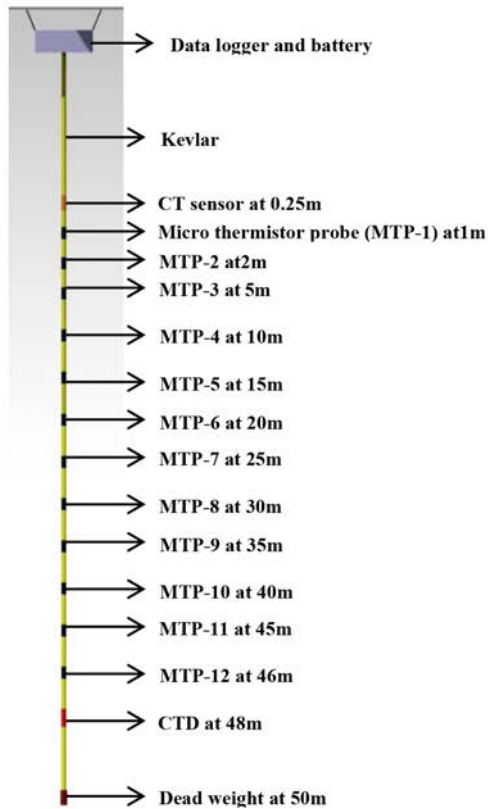 Data logger and battery
Kevlar
CT sensor at 0.25m
Micro thermistor probe (MTP-1) at1m
MTP-2 at2m
MTP-3 at 5m
MTP-4 at 10m
MTP-5 at 15m
MTP-6 at 20m
MTP-7 at 25m
MTP-8 at 30m
MTP-9 at 35m
MTP-10 at 40m
MTP-11 at 45m
MTP-12 at 46m
CTD at 48m
Dead weight at 50m